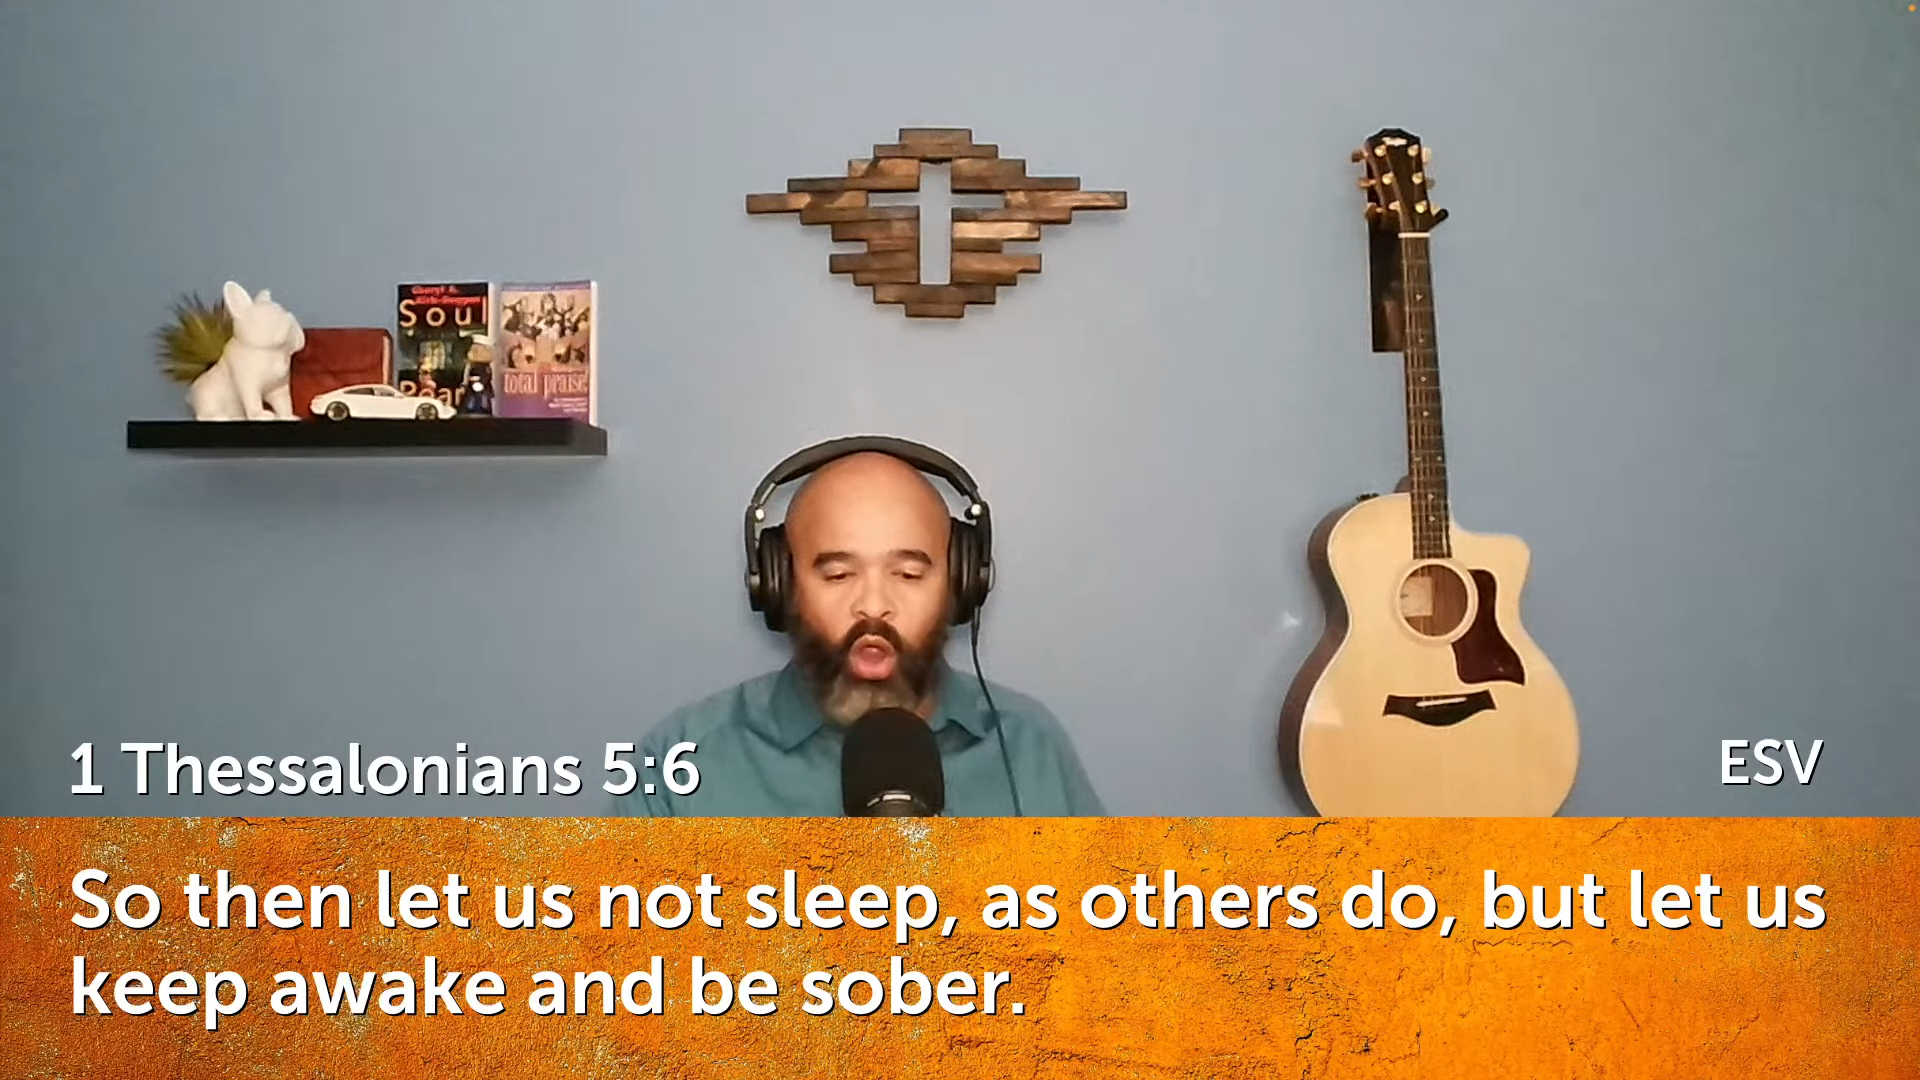 Soul
total praise
1 Thessalonians 5:6
ESV
So then let us not sleep, as others do, but let us
keep awake and be sober.